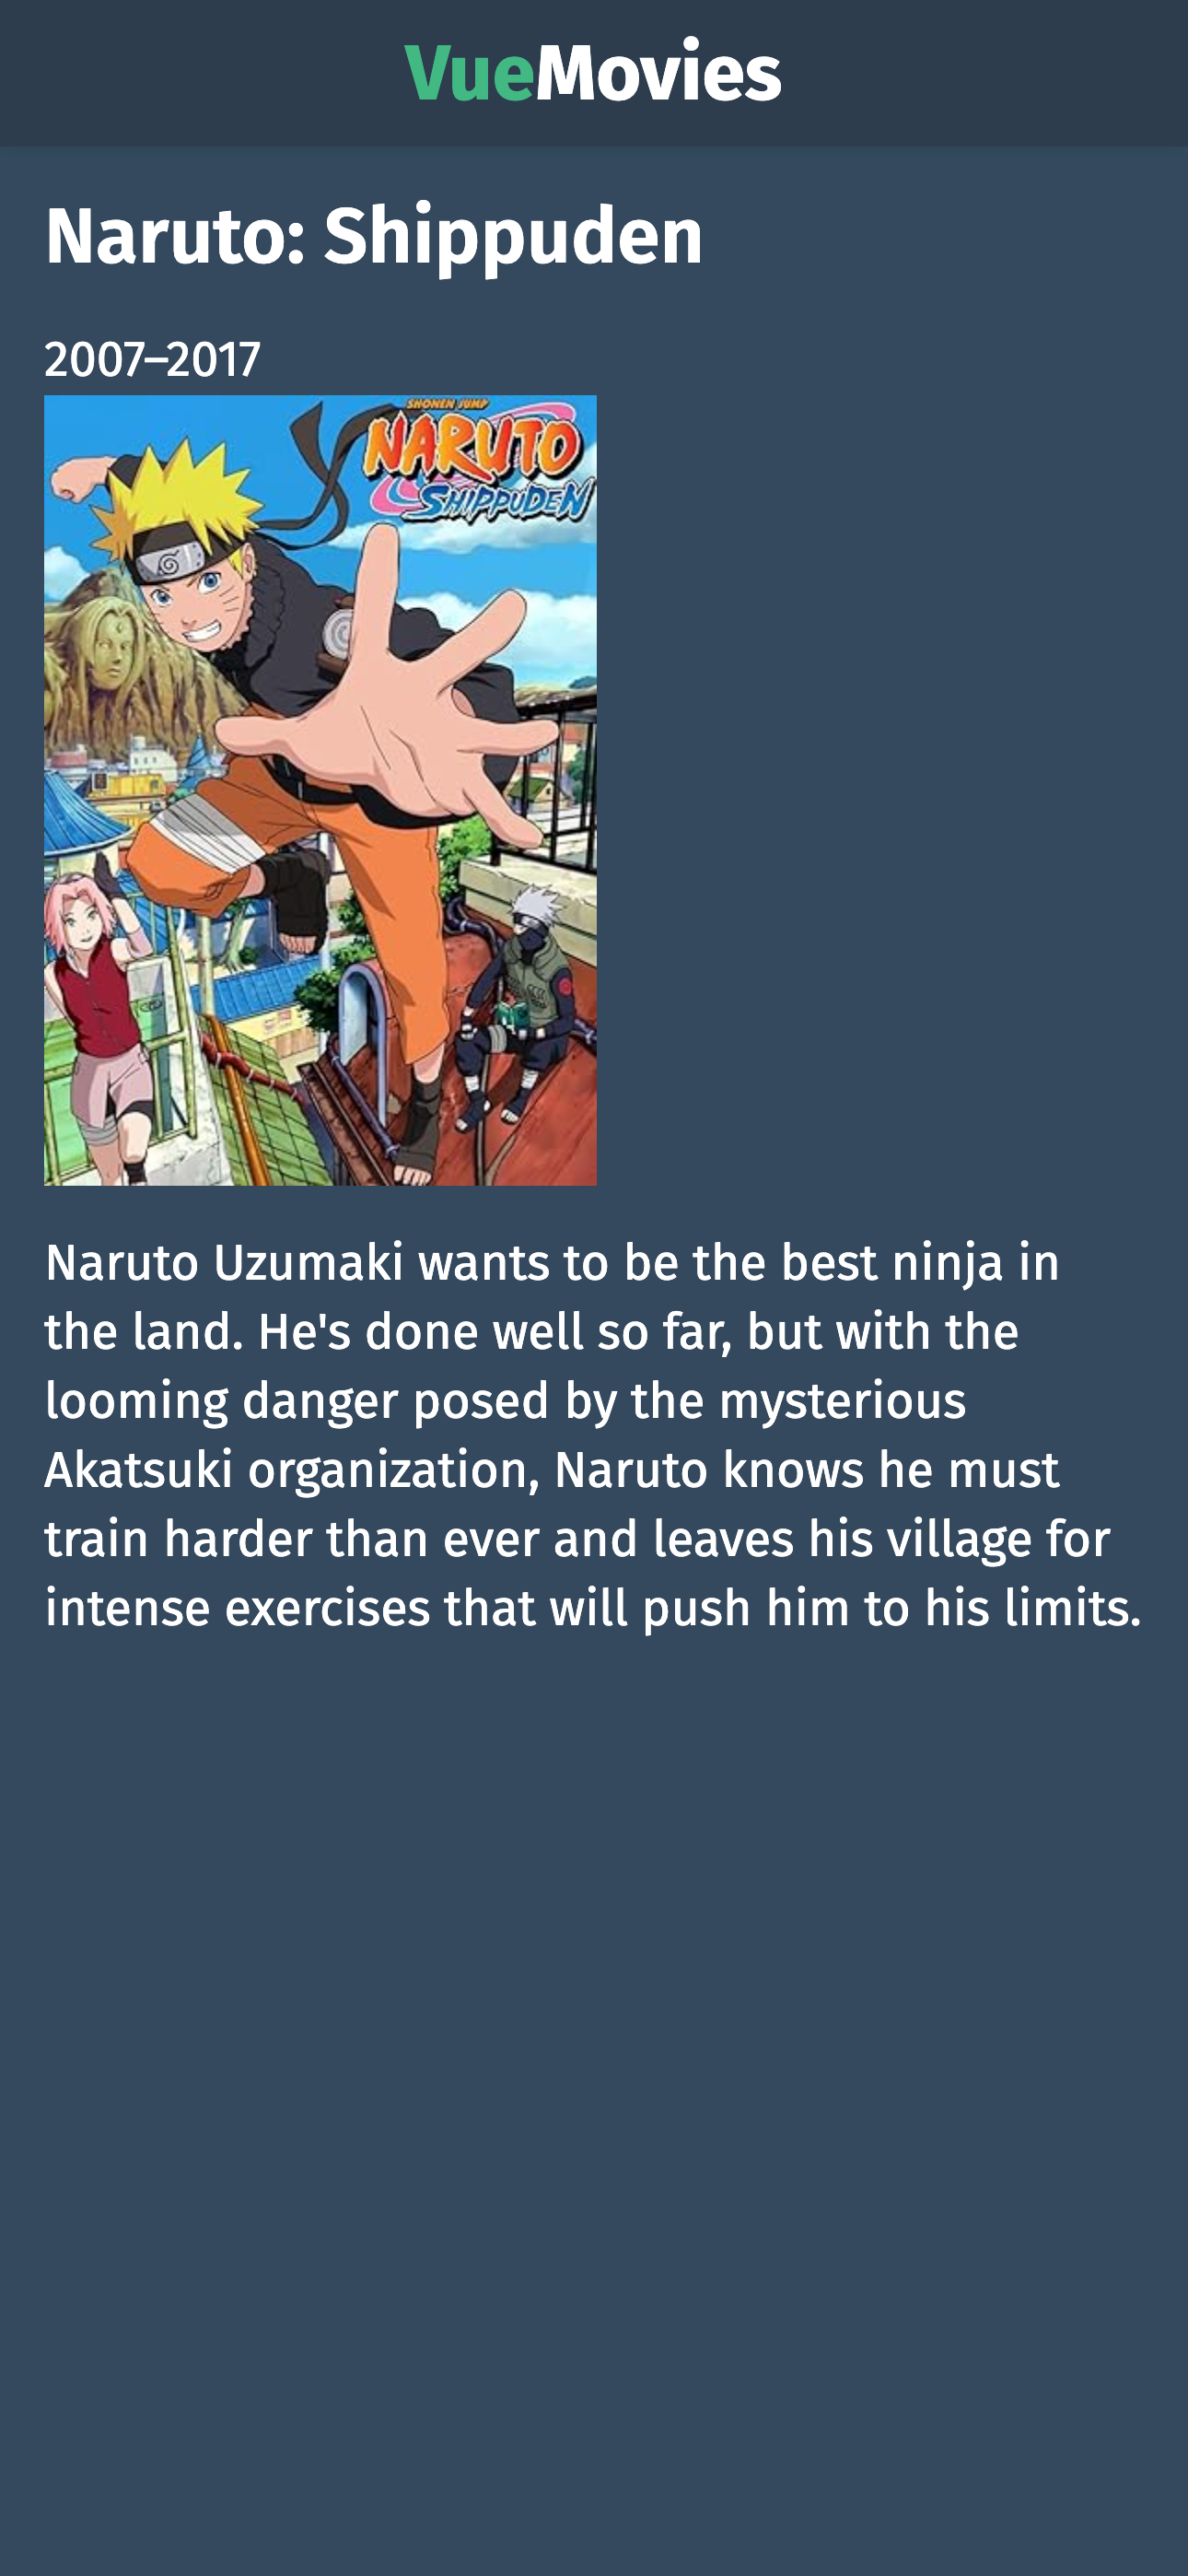 VueMovies
Naruto: Shippuden
2007–2017
SHONEN JUMP
NARUTO
SHIPPUDEN
Naruto Uzumaki wants to be the best ninja in
the land. He's done well so far, but with the
looming danger posed by the mysterious
Akatsuki organization, Naruto knows he must
train harder than ever and leaves his village for
intense exercises that will push him to his limits.